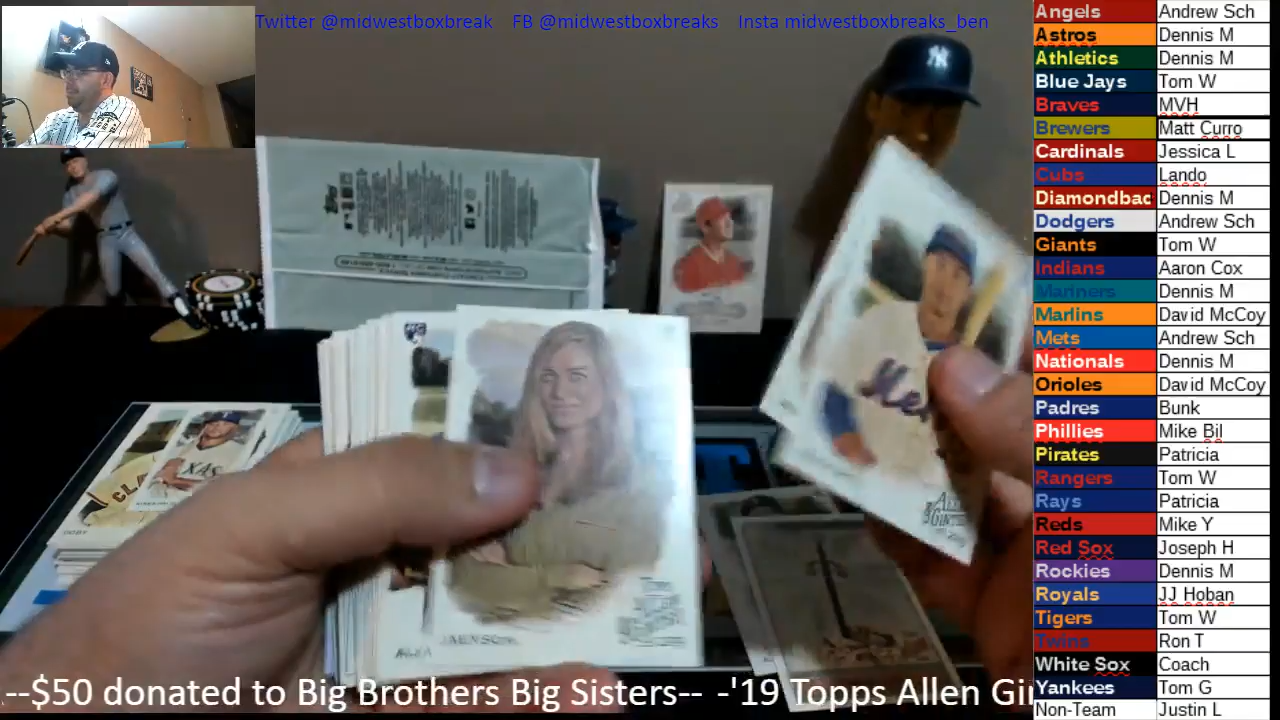 Twitter @midwestboxbreak FB @midwestboxbreaks Insta midwestboxbreaks_ben
Angels Andrew Sch
Astros Dennis M
Athletics Dennis M
Blue Jays Tom W
Braves MVH
Brewers Matt Curro
Cardinals Jessica L
Cubs Lando
Diamondbac Dennis M
Dodgers Andrew Sch
Giants Tom W
Indians Aaron Cox
Mariners Dennis M
Marlins David McCoy
Mets Andrew Sch
Nationals Dennis M
Orioles David McCoy
Padres Bunk
Phillies Mike Bil
Pirates Patricia
Rangers Tom W
Rays Patricia
Reds Mike Y
Red Sox Joseph H
Rockies Dennis M
Royals JJ Hoban
Tigers Tom W
Twins Ron T
White Sox Coach
Yankees Tom G
Non-Team Justin L
Topps
RC
--$50 donated to Big Brothers Big Sisters-- -'19 Topps Allen Gin